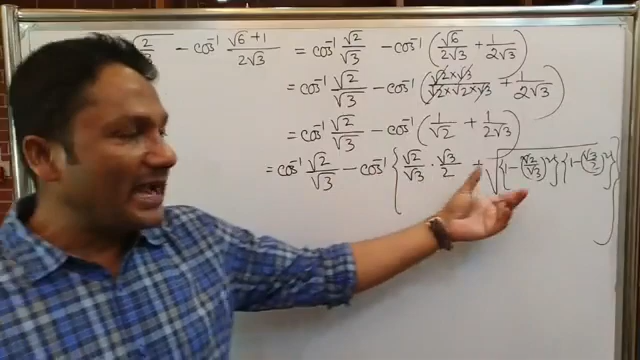 √2/3 − cos⁻¹ (√6 + 1)/(2√3) = cos⁻¹ √2/√3 − cos⁻¹ (√6/(2√3) + 1/(2√3))
= cos⁻¹ √2/√3 − cos⁻¹ ((√2×√3)/(√2×√2×√3) + 1/(2√3))
= cos⁻¹ √2/√3 − cos⁻¹ (1/√2 + 1/(2√3))
= cos⁻¹ √2/√3 − cos⁻¹ {√2/√3 · √3/2 + √{1−(√2/√3)²}{1−(√3/2)²}}